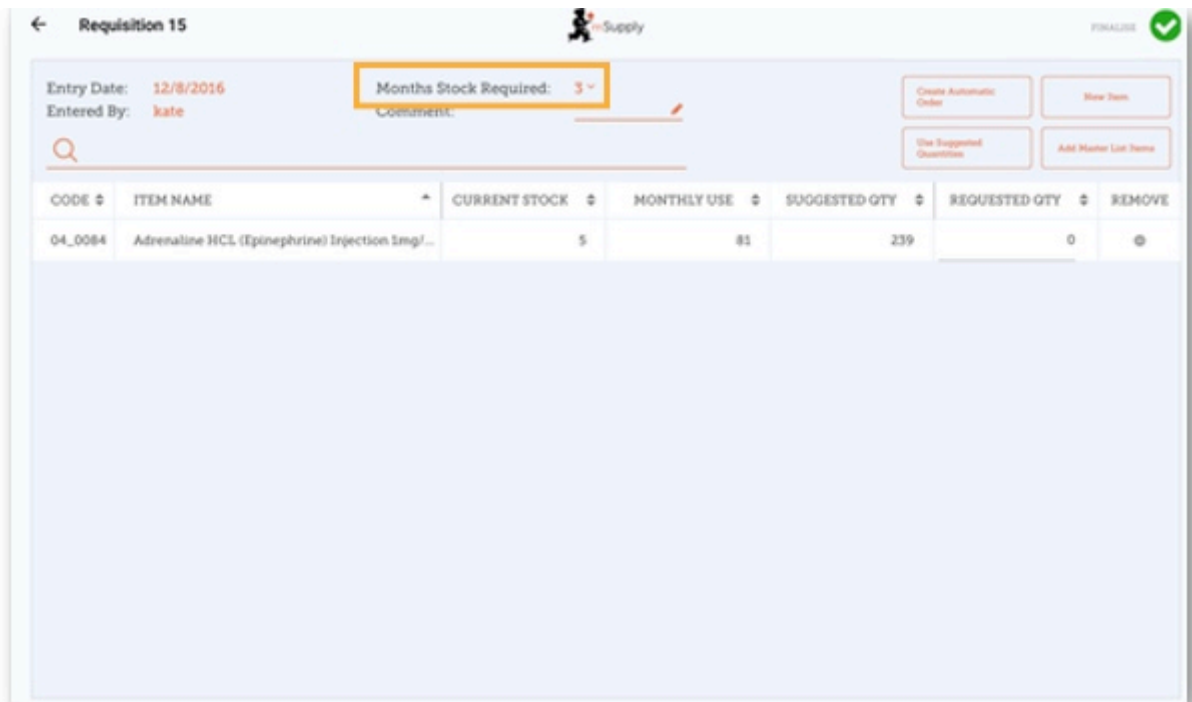 Requisition 15
mSupply
FINALISE
Entry Date: 12/8/2016
Months Stock Required: 3
Entered By: kate
Comment:
Create Automatic
Order
New Item
Use Suggested
Quantities
Add Master List Items
CODE ITEM NAME CURRENT STOCK MONTHLY USE SUGGESTED QTY REQUESTED QTY REMOVE
04_0084 Adrenaline HCL (Epinephrine) Injection 1mg/... 5 81 239 0